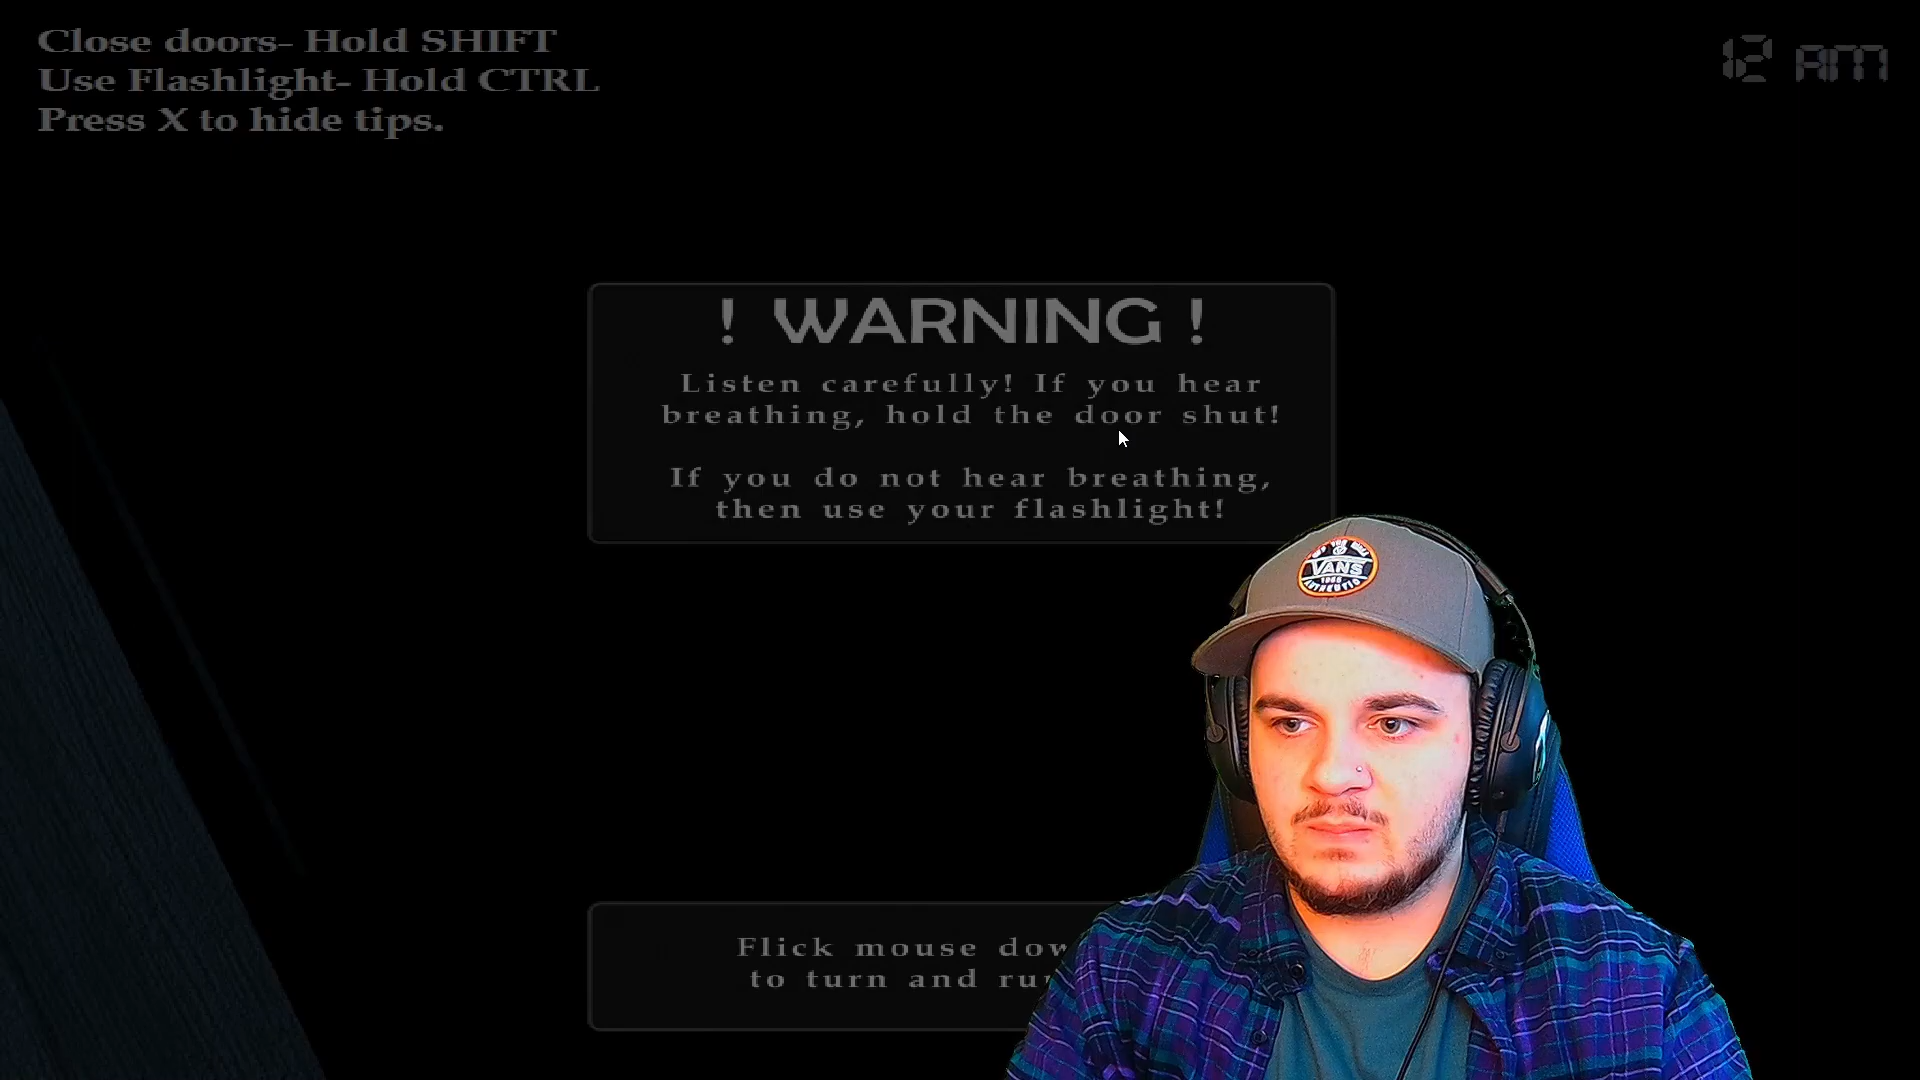 Close doors- Hold SHIFT
Use Flashlight- Hold CTRL
Press X to hide tips.
12 AM
! WARNING !
Listen carefully! If you hear
breathing, hold the door shut!
If you do not hear breathing,
then use your flashlight!
VANS
1966
AUTHENTIC
Flick mouse
to turn and